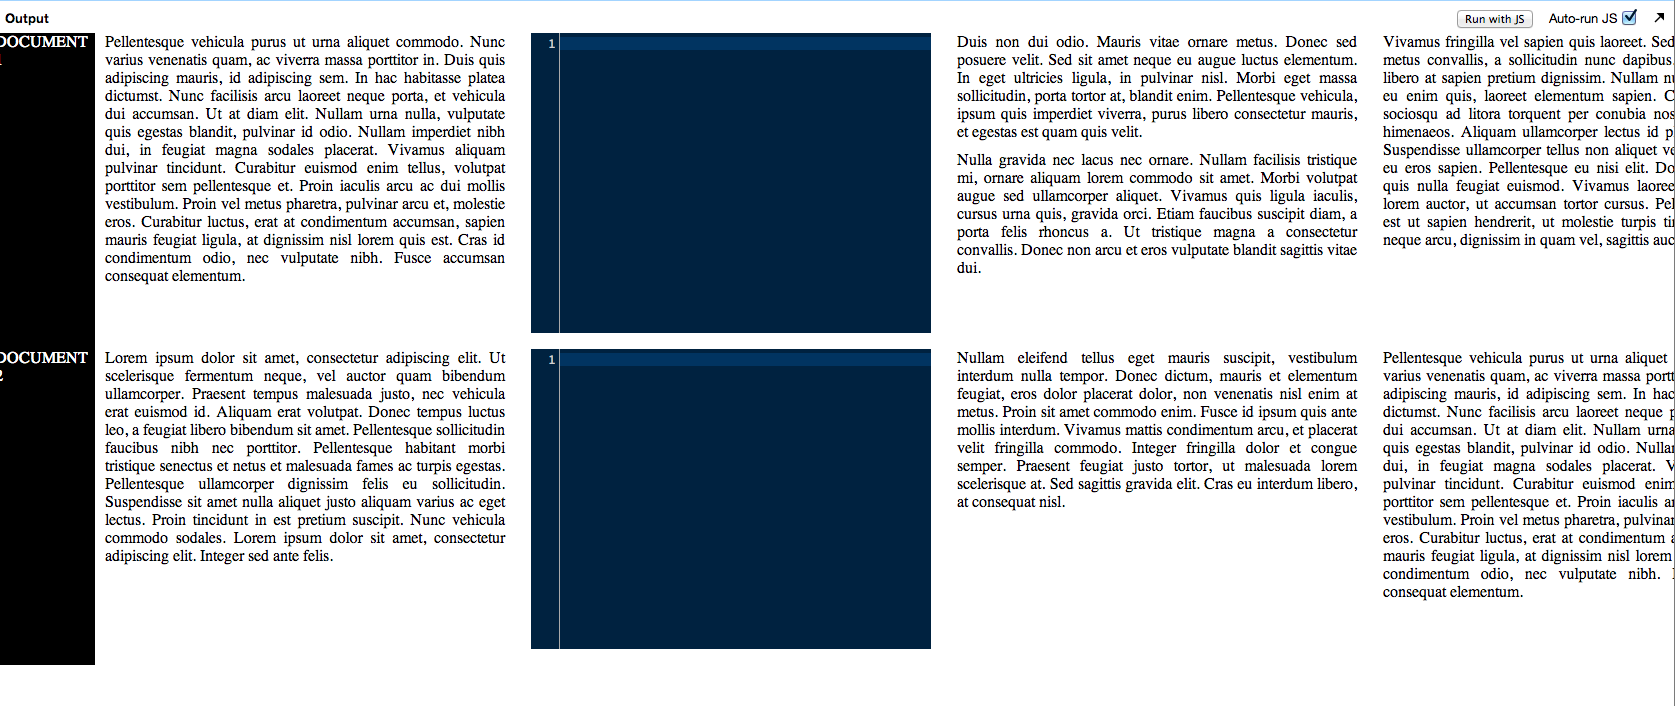 Output
Run with JS
Auto-run JS
DOCUMENT
Pellentesque vehicula purus ut urna aliquet commodo. Nunc
varius venenatis quam, ac viverra massa porttitor in. Duis quis
adipiscing mauris, id adipiscing sem. In hac habitasse platea
dictumst. Nunc facilisis arcu laoreet neque porta, et vehicula
dui accumsan. Ut at diam elit. Nullam urna nulla, vulputate
quis egestas blandit, pulvinar id odio. Nullam imperdiet nibh
dui, in feugiat magna sodales placerat. Vivamus aliquam
pulvinar tincidunt. Curabitur euismod enim tellus, volutpat
porttitor sem pellentesque et. Proin iaculis arcu ac dui mollis
vestibulum. Proin vel metus pharetra, pulvinar arcu et, molestie
eros. Curabitur luctus, erat at condimentum accumsan, sapien
mauris feugiat ligula, at dignissim nisl lorem quis est. Cras id
condimentum odio, nec vulputate nibh. Fusce accumsan
consequat elementum.
1
Duis non dui odio. Mauris vitae ornare metus. Donec sed
posuere velit. Sed sit amet neque eu augue luctus elementum.
In eget ultricies ligula, in pulvinar nisl. Morbi eget massa
sollicitudin, porta tortor at, blandit enim. Pellentesque vehicula,
ipsum quis imperdiet viverra, purus libero consectetur mauris,
et egestas est quam quis velit.
Nulla gravida nec lacus nec ornare. Nullam facilisis tristique
mi, ornare aliquam lorem commodo sit amet. Morbi volutpat
augue sed ullamcorper aliquet. Vivamus quis ligula iaculis,
cursus urna quis, gravida orci. Etiam faucibus suscipit diam, a
porta felis rhoncus a. Ut tristique magna a consectetur
convallis. Donec non arcu et eros vulputate blandit sagittis vitae
dui.
Vivamus fringilla vel sapien quis laoreet. Sed
metus convallis, a sollicitudin nunc dapibus.
libero at sapien pretium dignissim. Nullam
eu enim quis, laoreet elementum sapien. C
sociosqu ad litora torquent per conubia nos
himenaeos. Aliquam ullamcorper lectus id p
Suspendisse ullamcorper tellus non aliquet ve
eu eros sapien. Pellentesque eu nisi elit. Do
quis nulla feugiat euismod. Vivamus laoree
lorem auctor, ut accumsan tortor cursus. Pel
est ut sapien hendrerit, ut molestie turpis
neque arcu, dignissim in quam vel, sagittis auc
DOCUMENT
2
Lorem ipsum dolor sit amet, consectetur adipiscing elit. Ut
scelerisque fermentum neque, vel auctor quam bibendum
ullamcorper. Praesent tempus malesuada justo, nec vehicula
erat euismod id. Aliquam erat volutpat. Donec tempus luctus
leo, a feugiat libero bibendum sit amet. Pellentesque sollicitudin
faucibus nibh nec porttitor. Pellentesque habitant morbi
tristique senectus et netus et malesuada fames ac turpis egestas.
Pellentesque ullamcorper dignissim felis eu sollicitudin.
Suspendisse sit amet nulla aliquet justo aliquam varius ac eget
lectus. Proin tincidunt in est pretium suscipit. Nunc vehicula
commodo sodales. Lorem ipsum dolor sit amet, consectetur
adipiscing elit. Integer sed ante felis.
1
Nullam eleifend tellus eget mauris suscipit, vestibulum
interdum nulla tempor. Donec dictum, mauris et elementum
feugiat, eros dolor placerat dolor, non venenatis nisl enim at
metus. Proin sit amet commodo enim. Fusce id ipsum quis ante
mollis interdum. Vivamus mattis condimentum arcu, et placerat
velit fringilla commodo. Integer fringilla dolor et congue
semper. Praesent feugiat justo tortor, ut malesuada lorem
scelerisque at. Sed sagittis gravida elit. Cras eu interdum libero,
at consequat nisl.
Pellentesque vehicula purus ut urna aliquet
varius venenatis quam, ac viverra massa portt
adipiscing mauris, id adipiscing sem. In hac
dictumst. Nunc facilisis arcu laoreet neque
dui accumsan. Ut at diam elit. Nullam urna
quis egestas blandit, pulvinar id odio. Nullar
dui, in feugiat magna sodales placerat. V
pulvinar tincidunt. Curabitur euismod enim
porttitor sem pellentesque et. Proin iaculis
vestibulum. Proin vel metus pharetra, pulvinar
eros. Curabitur luctus, erat at condimentum
mauris feugiat ligula, at dignissim nisl lorem
condimentum odio, nec vulputate nibh.
consequat elementum.